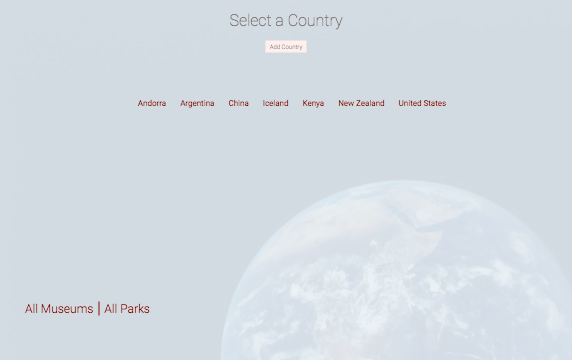 Select a Country
Add Country
Andorra Argentina China Iceland Kenya New Zealand United States
All Museums | All Parks